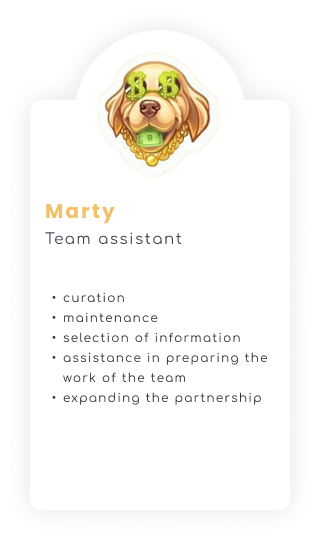 Marty
Team assistant
• curation
• maintenance
• selection of information
• assistance in preparing the
work of the team
• expanding the partnership